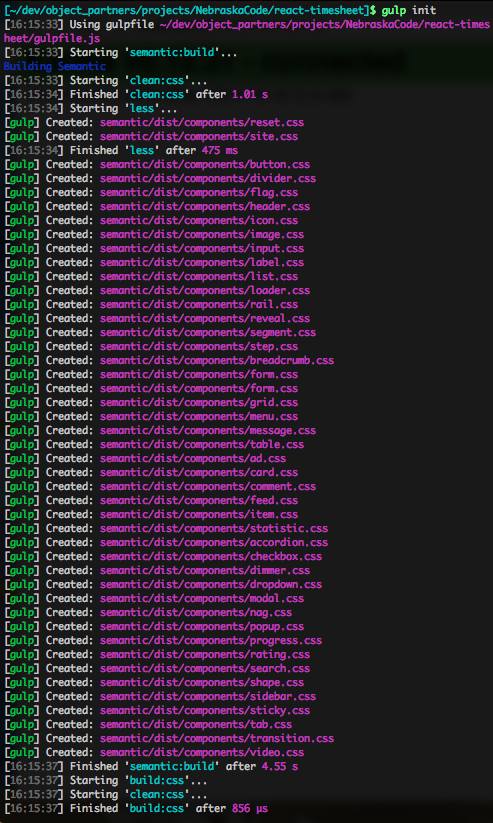 [~/dev/object_partners/projects/NebraskaCode/react-timesheet]$ gulp init
[16:15:33] Using gulpfile ~/dev/object_partners/projects/NebraskaCode/react-times
heet/gulpfile.js
[16:15:33] Starting 'semantic:build'...
Building Semantic
[16:15:33] Starting 'clean:css'...
[16:15:34] Finished 'clean:css' after 1.01 s
[16:15:34] Starting 'less'...
[gulp] Created: semantic/dist/components/reset.css
[gulp] Created: semantic/dist/components/site.css
[16:15:34] Finished 'less' after 475 ms
[gulp] Created: semantic/dist/components/button.css
[gulp] Created: semantic/dist/components/divider.css
[gulp] Created: semantic/dist/components/flag.css
[gulp] Created: semantic/dist/components/header.css
[gulp] Created: semantic/dist/components/icon.css
[gulp] Created: semantic/dist/components/image.css
[gulp] Created: semantic/dist/components/input.css
[gulp] Created: semantic/dist/components/label.css
[gulp] Created: semantic/dist/components/list.css
[gulp] Created: semantic/dist/components/loader.css
[gulp] Created: semantic/dist/components/rail.css
[gulp] Created: semantic/dist/components/reveal.css
[gulp] Created: semantic/dist/components/segment.css
[gulp] Created: semantic/dist/components/step.css
[gulp] Created: semantic/dist/components/breadcrumb.css
[gulp] Created: semantic/dist/components/form.css
[gulp] Created: semantic/dist/components/form.css
[gulp] Created: semantic/dist/components/grid.css
[gulp] Created: semantic/dist/components/menu.css
[gulp] Created: semantic/dist/components/message.css
[gulp] Created: semantic/dist/components/table.css
[gulp] Created: semantic/dist/components/ad.css
[gulp] Created: semantic/dist/components/card.css
[gulp] Created: semantic/dist/components/comment.css
[gulp] Created: semantic/dist/components/feed.css
[gulp] Created: semantic/dist/components/item.css
[gulp] Created: semantic/dist/components/statistic.css
[gulp] Created: semantic/dist/components/accordion.css
[gulp] Created: semantic/dist/components/checkbox.css
[gulp] Created: semantic/dist/components/dimmer.css
[gulp] Created: semantic/dist/components/dropdown.css
[gulp] Created: semantic/dist/components/modal.css
[gulp] Created: semantic/dist/components/nag.css
[gulp] Created: semantic/dist/components/popup.css
[gulp] Created: semantic/dist/components/progress.css
[gulp] Created: semantic/dist/components/rating.css
[gulp] Created: semantic/dist/components/search.css
[gulp] Created: semantic/dist/components/shape.css
[gulp] Created: semantic/dist/components/sidebar.css
[gulp] Created: semantic/dist/components/sticky.css
[gulp] Created: semantic/dist/components/tab.css
[gulp] Created: semantic/dist/components/transition.css
[gulp] Created: semantic/dist/components/video.css
[16:15:37] Finished 'semantic:build' after 4.55 s
[16:15:37] Starting 'build:css'...
[16:15:37] Starting 'clean:css'...
[16:15:37] Finished 'build:css' after 856 μs